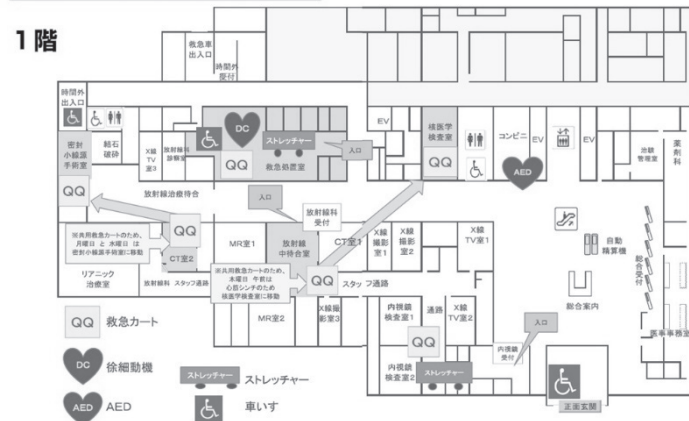 1階
救急車
出入口
時間外
受付
時間外
出入口
密封
小線源
手術室
結石
破砕
X線
TV
室3
放射線科
診察室
DC
QQ
ストレッチャー
救急処置室
入口
EV
核医学
検査室
QQ
コンビニ
AED
EV
治験
管理室
薬剤科
QQ
放射線治療待合
入口
放射線科
受付
※共用救急カートのため、
月曜日 と 水曜日 は
密封小線源手術室に移動
QQ
CT室2
MR室1
放射線
中待合室
CT室1
X線
撮影
室1
X線
撮影
室2
X線
TV室1
自動
精算機
総合受付
リアニック
治療室
放射線科 スタッフ通路
※共用救急カートのため、
木曜日 午前は
心筋シンチのため
核医学検査室に移動
QQ
スタッフ通路
総合案内
MR室2
X線撮
影室3
内視鏡
検査室1
通路
X線
TV室2
入口
医事事務室
QQ
内視鏡
受付
内視鏡
検査室2
ストレッチャー
正面玄関
QQ 救急カート
DC 徐細動機
AED AED
ストレッチャー ストレッチャー
車いす